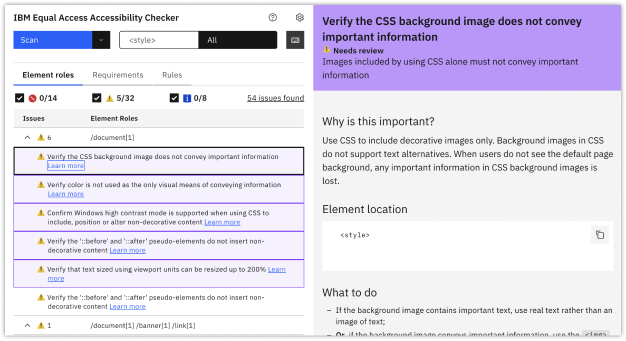 IBM Equal Access Accessibility Checker
Scan
<style>
All
Element roles
Requirements
Rules
0/14
5/32
0/8
54 issues found
Issues
Element Roles
6
/document[1]
Verify the CSS background image does not convey important information
Learn more
Verify color is not used as the only visual means of conveying information
Learn more
Confirm Windows high contrast mode is supported when using CSS to
include, position or alter non-decorative content Learn more
Verify the '::before' and '::after' pseudo-elements do not insert non-
decorative content Learn more
Verify that text sized using viewport units can be resized up to 200% Learn
more
Verify the '::before' and '::after' pseudo-elements do not insert non-
decorative content Learn more
1
/document[1] /banner[1] /link[1]
Verify the CSS background image does not convey
important information
Needs review
Images included by using CSS alone must not convey important
information
Why is this important?
Use CSS to include decorative images only. Background images in CSS
do not support text alternatives. When users do not see the default page
background, any important information in CSS background images is
lost.
Element location
<style>
What to do
– If the background image contains important text, use real text rather than an
image of text;
– Or, if the background image conveys important information, use the <img>